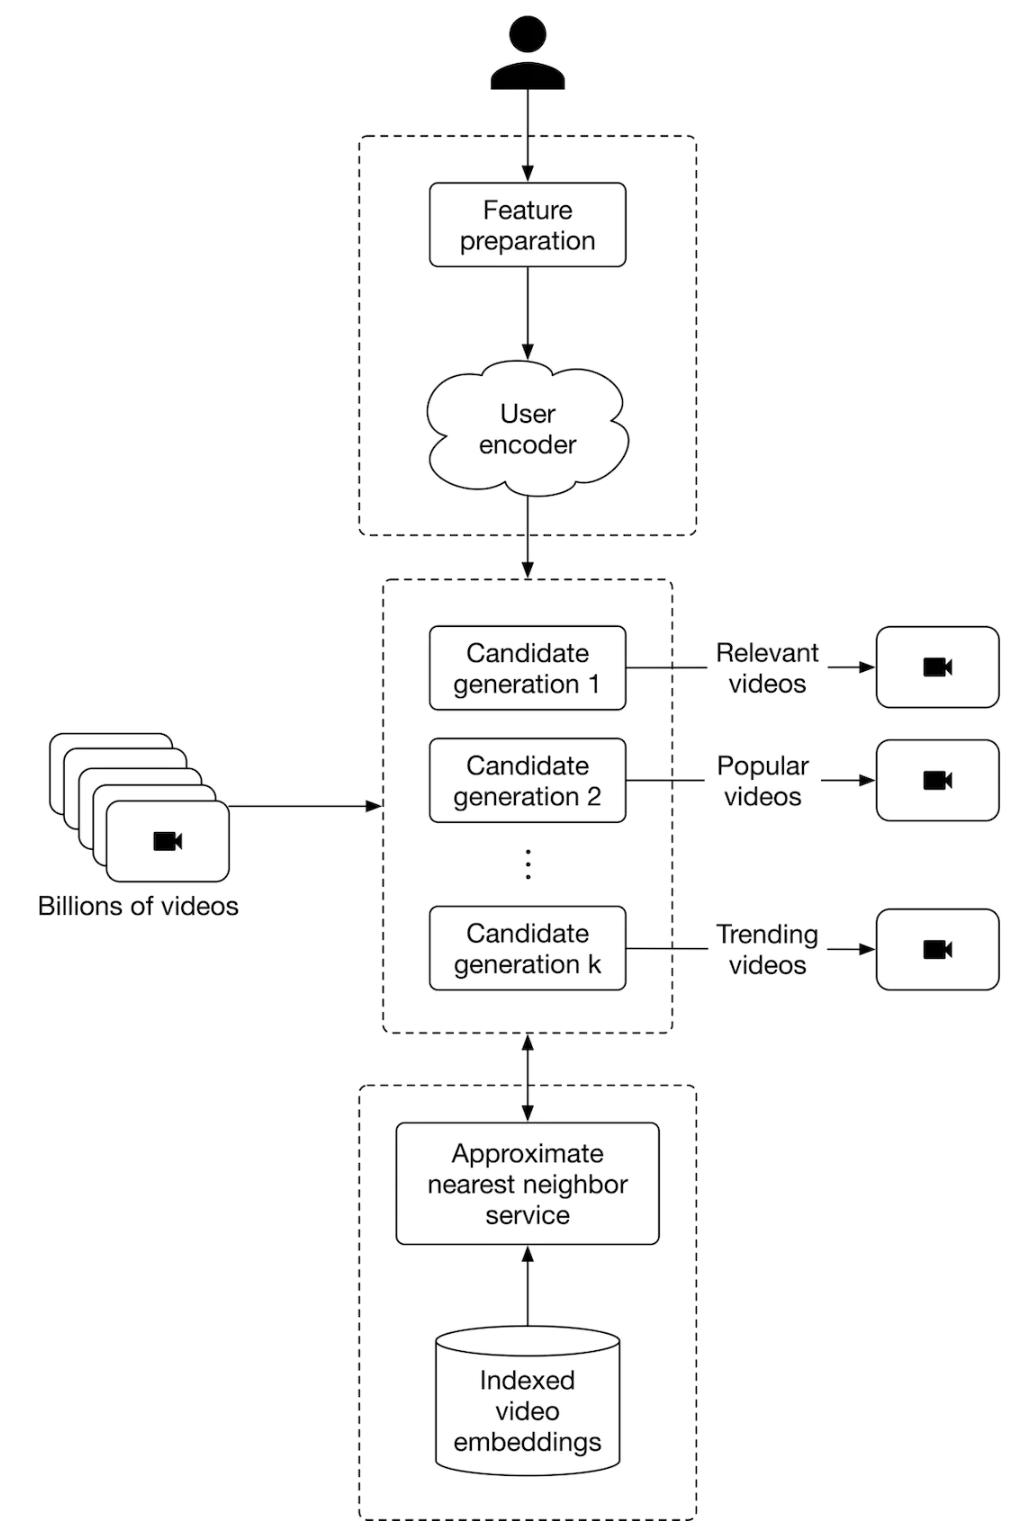 Feature
preparation
User
encoder
Candidate
generation 1
Relevant
videos
Candidate
generation 2
Popular
videos
Billions of videos
Candidate
generation k
Trending
videos
Approximate
nearest neighbor
service
Indexed
video
embeddings